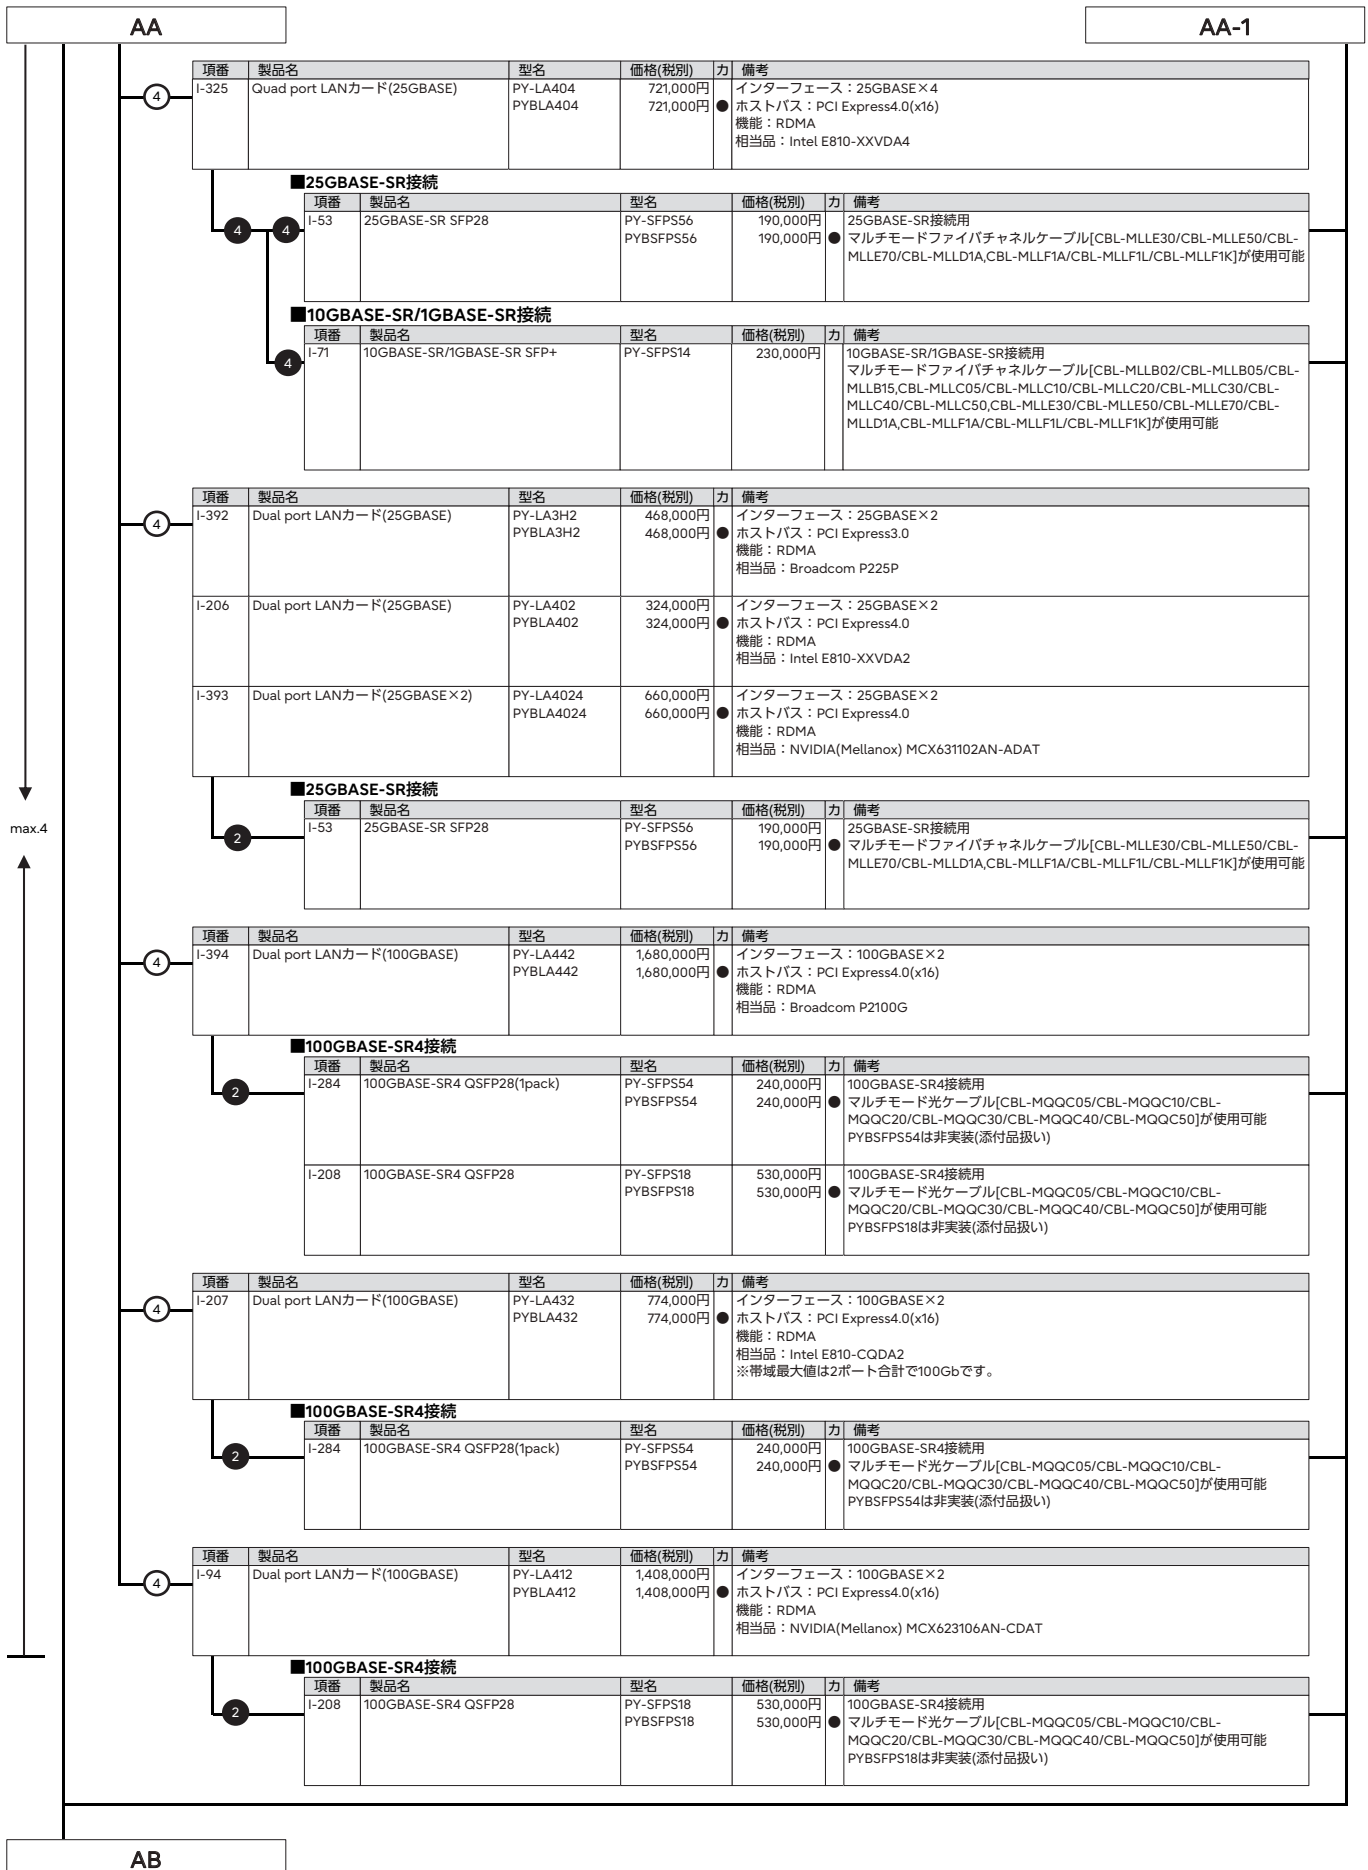 AA
AA-1
項番 製品名 型名 価格(税別) カ 備考
4 I-325 Quad port LANカード(25GBASE) PY-LA404 721,000円 インターフェース：25GBASE×4
PYBLA404 721,000円 ● ホストバス：PCI Express4.0(x16)
機能：RDMA
相当品：Intel E810-XXVDA4
■25GBASE-SR接続
項番 製品名 型名 価格(税別) カ 備考
4 4 I-53 25GBASE-SR SFP28 PY-SFPS56 190,000円 25GBASE-SR接続用
PYBSFPS56 190,000円 ● マルチモードファイバチャネルケーブル[CBL-MLLE30/CBL-MLLE50/CBL-
MLLE70/CBL-MLLD1A,CBL-MLLF1A/CBL-MLLF1L/CBL-MLLF1K]が使用可能
■10GBASE-SR/1GBASE-SR接続
項番 製品名 型名 価格(税別) カ 備考
4 I-71 10GBASE-SR/1GBASE-SR SFP+ PY-SFPS14 230,000円 10GBASE-SR/1GBASE-SR接続用
マルチモードファイバチャネルケーブル[CBL-MLLB02/CBL-MLLB05/CBL-
MLLB15,CBL-MLLC05/CBL-MLLC10/CBL-MLLC20/CBL-MLLC30/CBL-
MLLC40/CBL-MLLC50,CBL-MLLE30/CBL-MLLE50/CBL-MLLE70/CBL-
MLLD1A,CBL-MLLF1A/CBL-MLLF1L/CBL-MLLF1K]が使用可能
項番 製品名 型名 価格(税別) カ 備考
4 I-392 Dual port LANカード(25GBASE) PY-LA3H2 468,000円 インターフェース：25GBASE×2
PYBLA3H2 468,000円 ● ホストバス：PCI Express3.0
機能：RDMA
相当品：Broadcom P225P
I-206 Dual port LANカード(25GBASE) PY-LA402 324,000円 インターフェース：25GBASE×2
PYBLA402 324,000円 ● ホストバス：PCI Express4.0
機能：RDMA
相当品：Intel E810-XXVDA2
I-393 Dual port LANカード(25GBASE×2) PY-LA4024 660,000円 インターフェース：25GBASE×2
PYBLA4024 660,000円 ● ホストバス：PCI Express4.0
機能：RDMA
相当品：NVIDIA(Mellanox) MCX631102AN-ADAT
■25GBASE-SR接続
max.4
項番 製品名 型名 価格(税別) カ 備考
2 I-53 25GBASE-SR SFP28 PY-SFPS56 190,000円 25GBASE-SR接続用
PYBSFPS56 190,000円 ● マルチモードファイバチャネルケーブル[CBL-MLLE30/CBL-MLLE50/CBL-
MLLE70/CBL-MLLD1A,CBL-MLLF1A/CBL-MLLF1L/CBL-MLLF1K]が使用可能
項番 製品名 型名 価格(税別) カ 備考
4 I-394 Dual port LANカード(100GBASE) PY-LA442 1,680,000円 インターフェース：100GBASE×2
PYBLA442 1,680,000円 ● ホストバス：PCI Express4.0(x16)
機能：RDMA
相当品：Broadcom P2100G
■100GBASE-SR4接続
項番 製品名 型名 価格(税別) カ 備考
2 I-284 100GBASE-SR4 QSFP28(1pack) PY-SFPS54 240,000円 100GBASE-SR4接続用
PYBSFPS54 240,000円 ● マルチモード光ケーブル[CBL-MQQC05/CBL-MQQC10/CBL-
MQQC20/CBL-MQQC30/CBL-MQQC40/CBL-MQQC50]が使用可能
PYBSFPS54は非実装(添付品扱い)
I-208 100GBASE-SR4 QSFP28 PY-SFPS18 530,000円 100GBASE-SR4接続用
PYBSFPS18 530,000円 ● マルチモード光ケーブル[CBL-MQQC05/CBL-MQQC10/CBL-
MQQC20/CBL-MQQC30/CBL-MQQC40/CBL-MQQC50]が使用可能
PYBSFPS18は非実装(添付品扱い)
項番 製品名 型名 価格(税別) カ 備考
4 I-207 Dual port LANカード(100GBASE) PY-LA432 774,000円 インターフェース：100GBASE×2
PYBLA432 774,000円 ● ホストバス：PCI Express4.0(x16)
機能：RDMA
相当品：Intel E810-CQDA2
※帯域最大値は2ポート合計で100Gbです。
■100GBASE-SR4接続
項番 製品名 型名 価格(税別) カ 備考
2 I-284 100GBASE-SR4 QSFP28(1pack) PY-SFPS54 240,000円 100GBASE-SR4接続用
PYBSFPS54 240,000円 ● マルチモード光ケーブル[CBL-MQQC05/CBL-MQQC10/CBL-
MQQC20/CBL-MQQC30/CBL-MQQC40/CBL-MQQC50]が使用可能
PYBSFPS54は非実装(添付品扱い)
項番 製品名 型名 価格(税別) カ 備考
4 I-94 Dual port LANカード(100GBASE) PY-LA412 1,408,000円 インターフェース：100GBASE×2
PYBLA412 1,408,000円 ● ホストバス：PCI Express4.0(x16)
機能：RDMA
相当品：NVIDIA(Mellanox) MCX623106AN-CDAT
■100GBASE-SR4接続
項番 製品名 型名 価格(税別) カ 備考
2 I-208 100GBASE-SR4 QSFP28 PY-SFPS18 530,000円 100GBASE-SR4接続用
PYBSFPS18 530,000円 ● マルチモード光ケーブル[CBL-MQQC05/CBL-MQQC10/CBL-
MQQC20/CBL-MQQC30/CBL-MQQC40/CBL-MQQC50]が使用可能
PYBSFPS18は非実装(添付品扱い)
AB